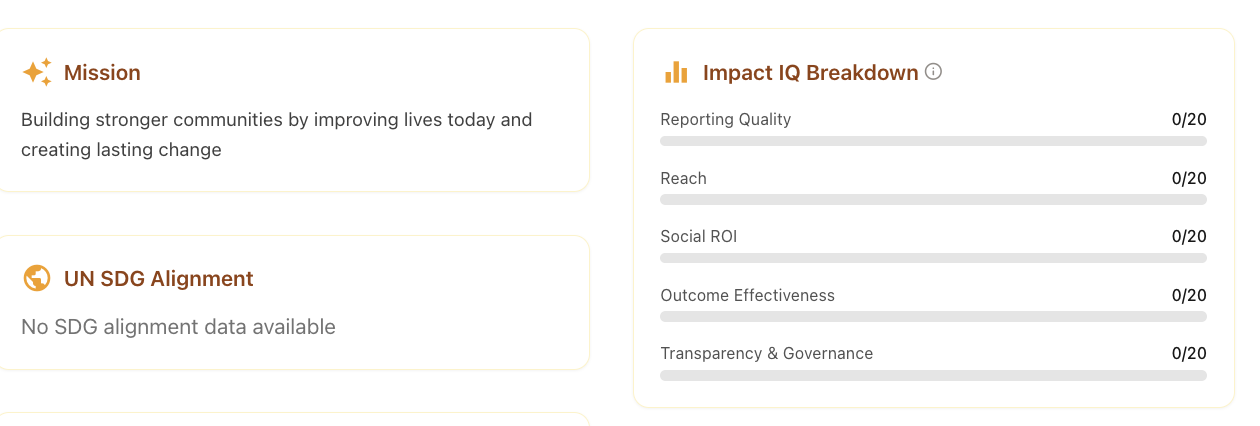 Mission
Building stronger communities by improving lives today and
creating lasting change
UN SDG Alignment
No SDG alignment data available
Impact IQ Breakdown
Reporting Quality 0/20
Reach 0/20
Social ROI 0/20
Outcome Effectiveness 0/20
Transparency & Governance 0/20